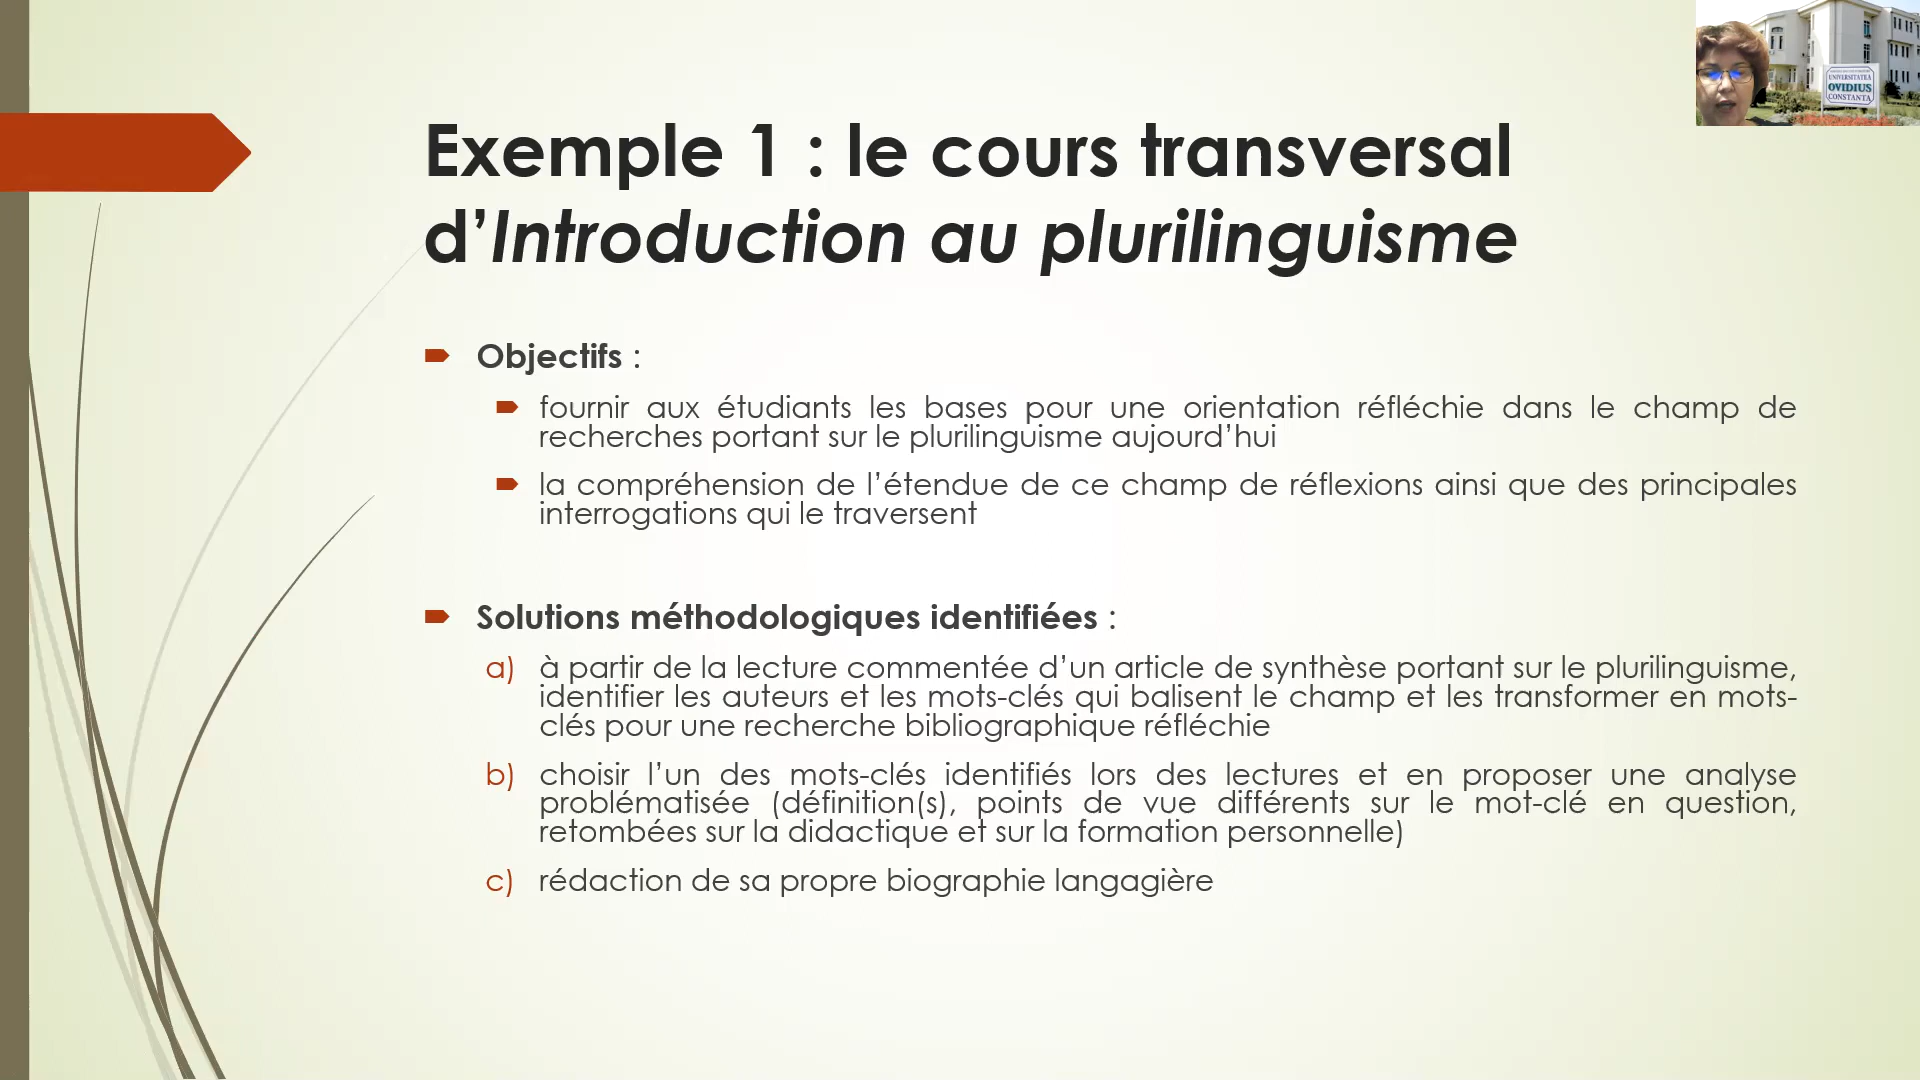 UNIVERSITATEA
OVIDIUS
CONSTANTA
Exemple 1 : le cours transversal
d’Introduction au plurilinguisme
Objectifs :
fournir aux étudiants les bases pour une orientation réfléchie dans le champ de
recherches portant sur le plurilinguisme aujourd’hui
la compréhension de l’étendue de ce champ de réflexions ainsi que des principales
interrogations qui le traversent
Solutions méthodologiques identifiées :
a) à partir de la lecture commentée d’un article de synthèse portant sur le plurilinguisme,
identifier les auteurs et les mots-clés qui balisent le champ et les transformer en mots-
clés pour une recherche bibliographique réfléchie
b) choisir l’un des mots-clés identifiés lors des lectures et en proposer une analyse
problématisée (définition(s), points de vue différents sur le mot-clé en question,
retombées sur la didactique et sur la formation personnelle)
c) rédaction de sa propre biographie langagière